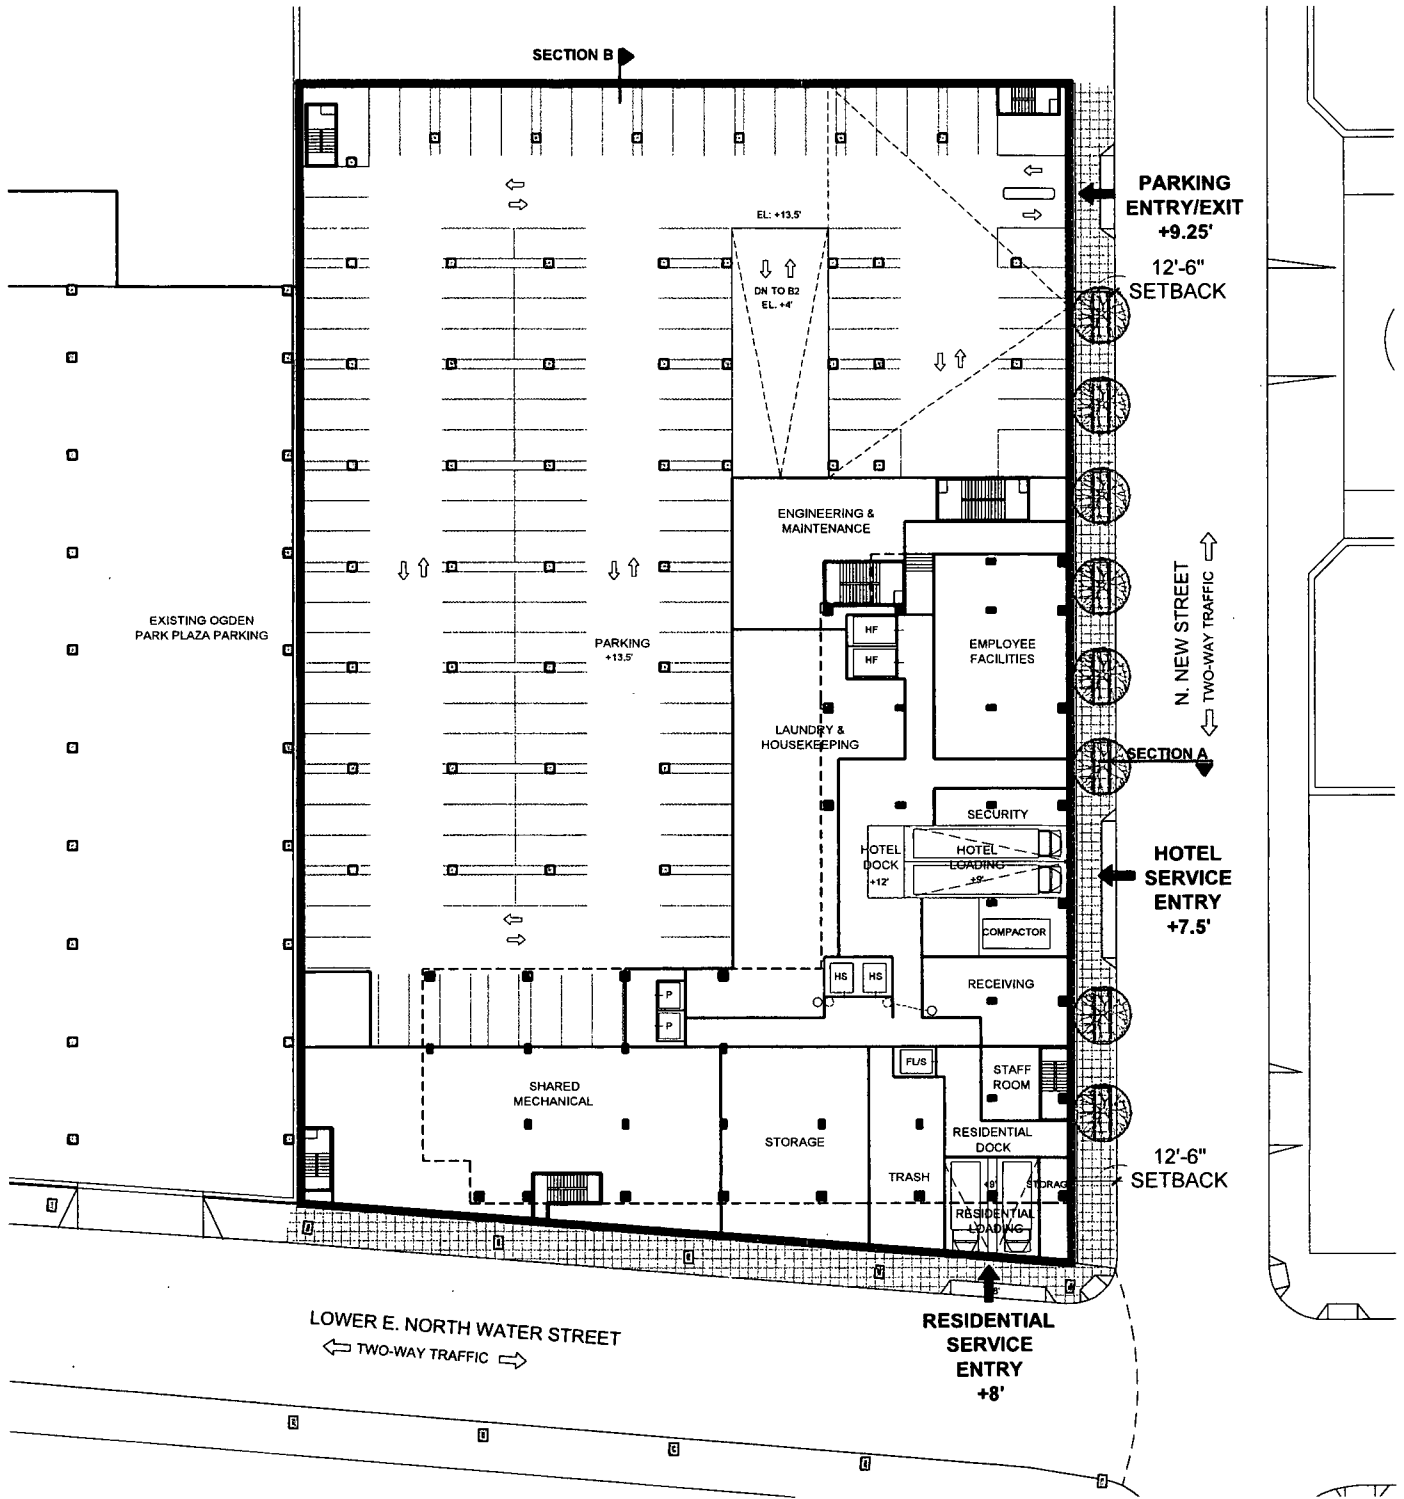 SECTION B
PARKING
ENTRY/EXIT
+9.25'
EL: +13.5'
12'-6"
SETBACK
DN TO B2
EL. +4'
ENGINEERING &
MAINTENANCE
N. NEW STREET
TWO-WAY TRAFFIC
EXISTING OGDEN
PARK PLAZA PARKING
PARKING
+13.5'
HF
HF
EMPLOYEE
FACILITIES
LAUNDRY &
HOUSEKEEPING
SECTION A
SECURITY
HOTEL
DOCK
+12'
HOTEL
LOADING
+9'
HOTEL
SERVICE
ENTRY
+7.5'
COMPACTOR
HS
HS
RECEIVING
P
P
FL/S
STAFF
ROOM
SHARED
MECHANICAL
STORAGE
RESIDENTIAL
DOCK
TRASH
+9'
STORAGE
RESIDENTIAL
LOADING
12'-6"
SETBACK
LOWER E. NORTH WATER STREET
TWO-WAY TRAFFIC
RESIDENTIAL
SERVICE
ENTRY
+8'